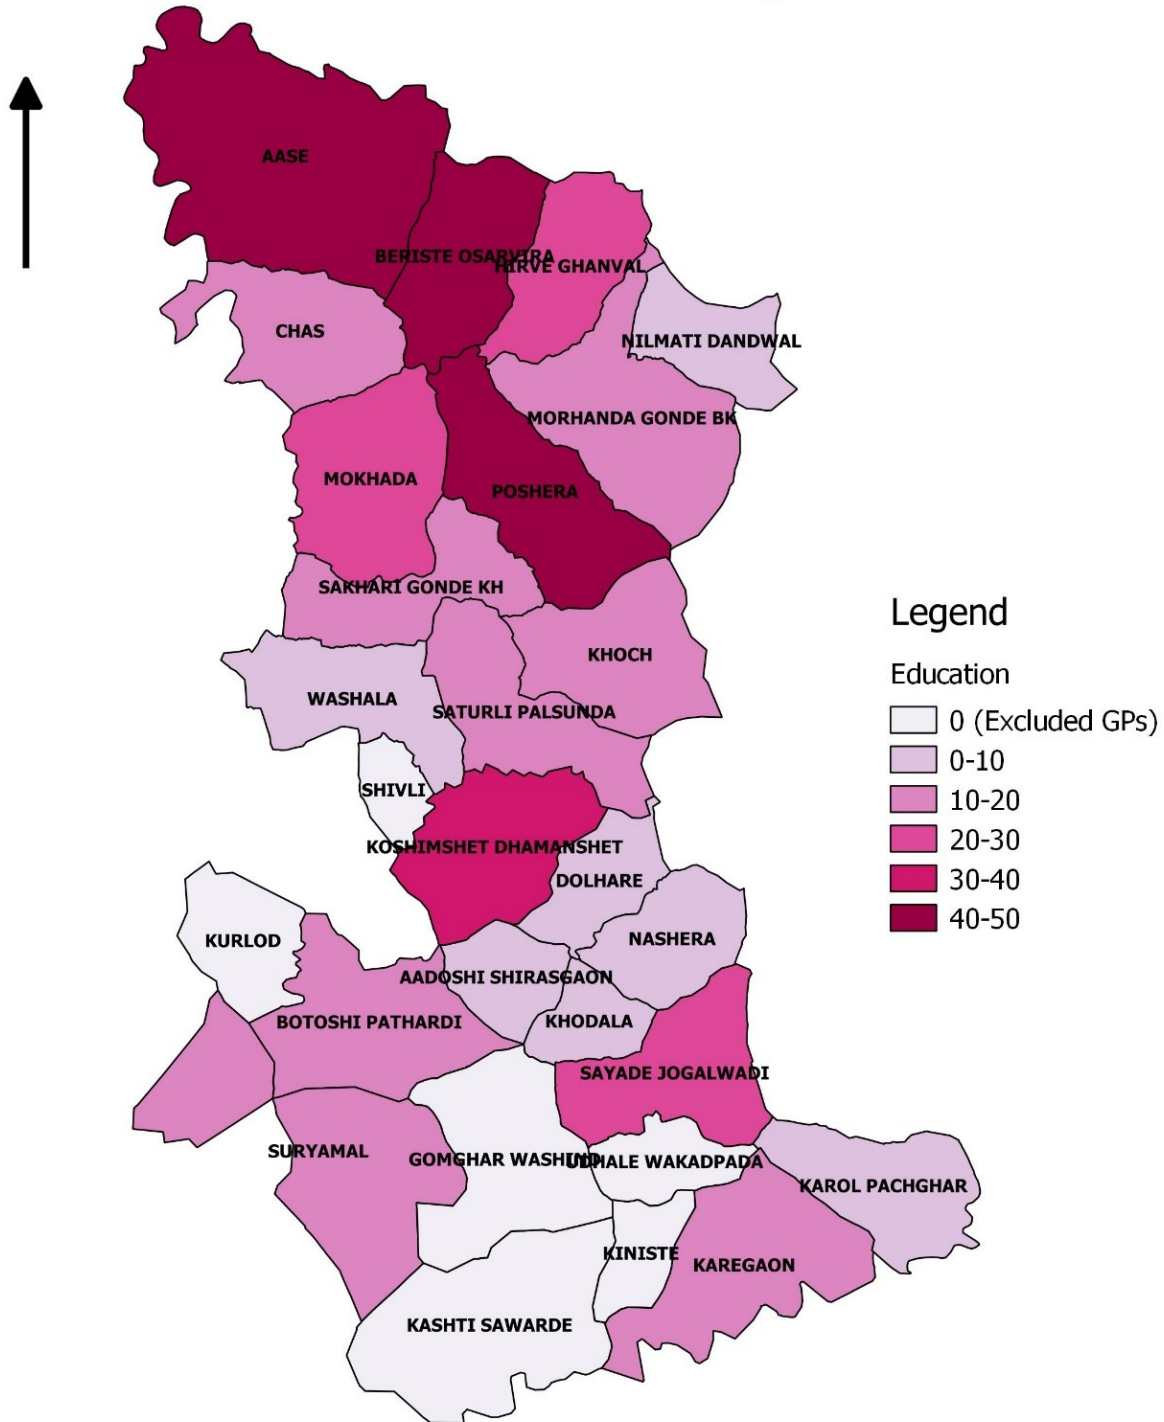 AASE
BERISTE OSARVIRA
HIRVE GHANVAL
CHAS
NILMATI DANDWAL
MORHANDA GONDE BK
MOKHADA
POSHERA
SAKHARI GONDE KH
KHOCH
WASHALA
SATURLI PALSUNDA
SHIVLI
KOSHIMSHET DHAMANSHET
DOLHARE
KURLOD
NASHERA
AADOSHI SHIRASGAON
BOTOSHI PATHARDI
KHODALA
SAYADE JOGALWADI
SURYAMAL
GOMGHAR WASHIND
UDHALE WAKADPADA
KAROL PACHGHAR
KINISTE
KAREGAON
KASHTI SAWARDE
Legend
Education
0 (Excluded GPs)
0-10
10-20
20-30
30-40
40-50